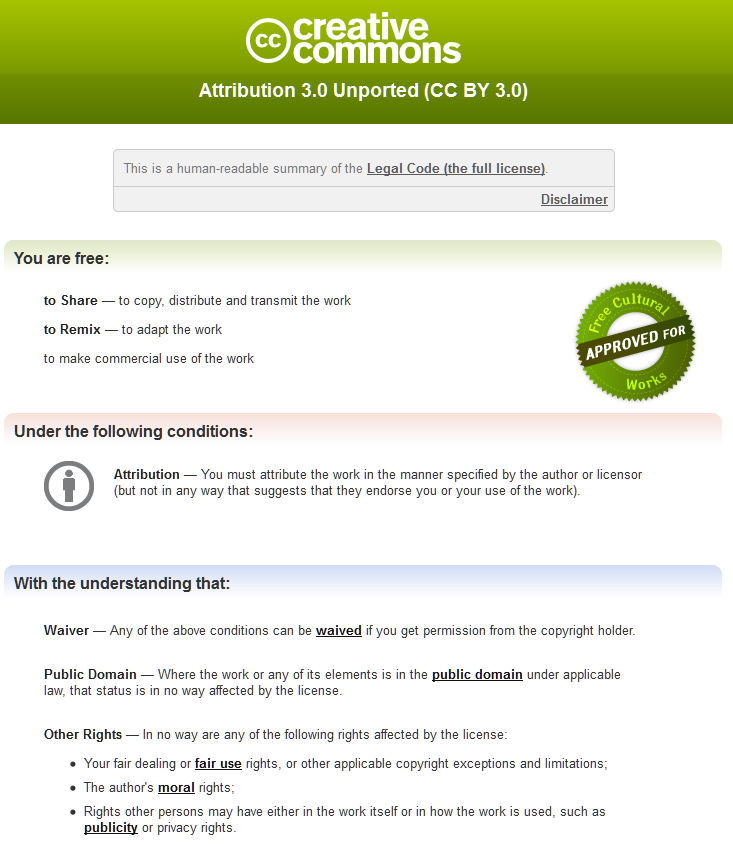 cc creative
commons
Attribution 3.0 Unported (CC BY 3.0)
This is a human-readable summary of the Legal Code (the full license).
Disclaimer
You are free:
to Share — to copy, distribute and transmit the work
to Remix — to adapt the work
to make commercial use of the work
Free Cultural
APPROVED FOR
Works
Under the following conditions:
Attribution — You must attribute the work in the manner specified by the author or licensor
(but not in any way that suggests that they endorse you or your use of the work).
With the understanding that:
Waiver — Any of the above conditions can be waived if you get permission from the copyright holder.
Public Domain — Where the work or any of its elements is in the public domain under applicable
law, that status is in no way affected by the license.
Other Rights — In no way are any of the following rights affected by the license:
• Your fair dealing or fair use rights, or other applicable copyright exceptions and limitations;
• The author's moral rights;
• Rights other persons may have either in the work itself or in how the work is used, such as
publicity or privacy rights.